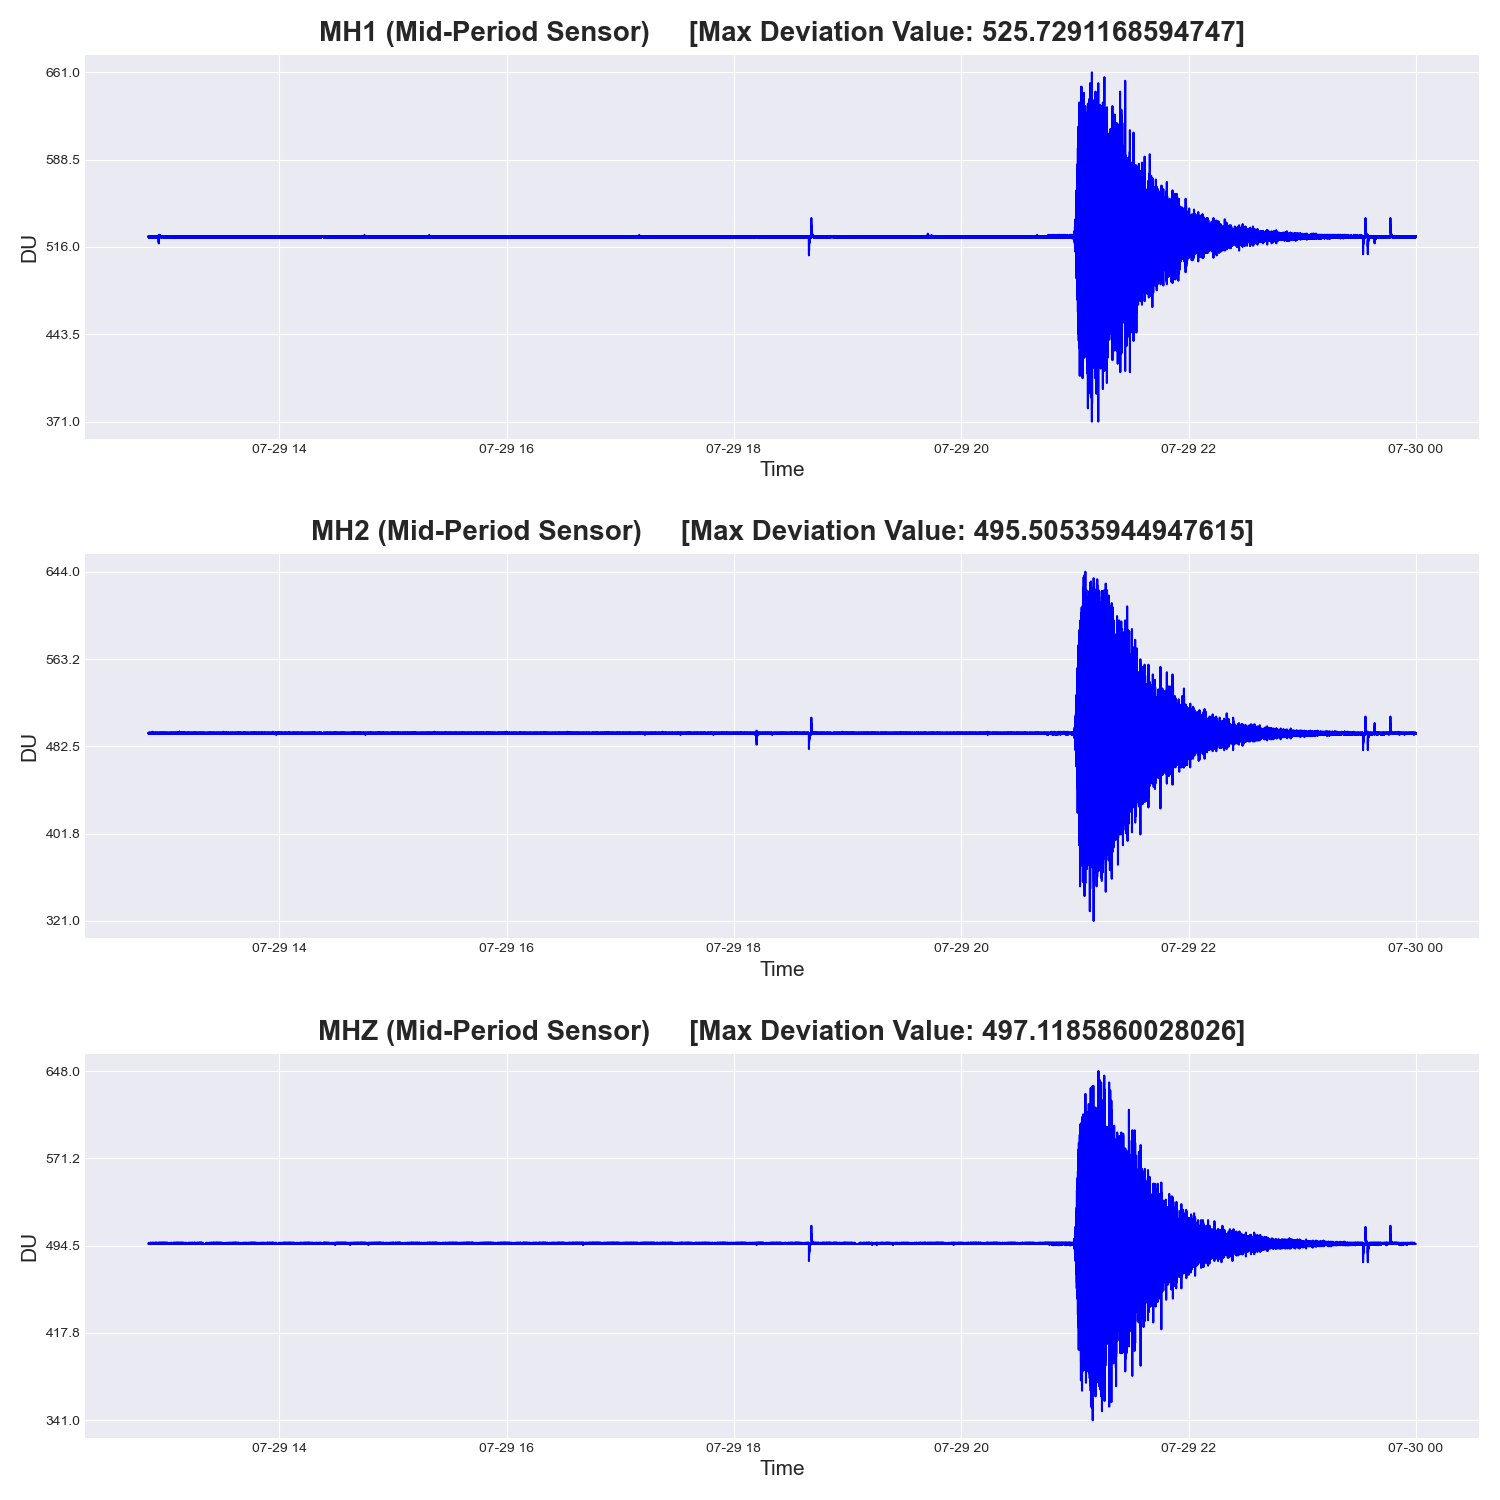 MH1 (Mid-Period Sensor) [Max Deviation Value: 525.7291168594747]
661.0
588.5
516.0
443.5
371.0
DU
07-29 14 07-29 16 07-29 18 07-29 20 07-29 22 07-30 00
Time
MH2 (Mid-Period Sensor) [Max Deviation Value: 495.50535944947615]
644.0
563.2
482.5
401.8
321.0
DU
07-29 14 07-29 16 07-29 18 07-29 20 07-29 22 07-30 00
Time
MHZ (Mid-Period Sensor) [Max Deviation Value: 497.1185860028026]
648.0
571.2
494.5
417.8
341.0
DU
07-29 14 07-29 16 07-29 18 07-29 20 07-29 22 07-30 00
Time